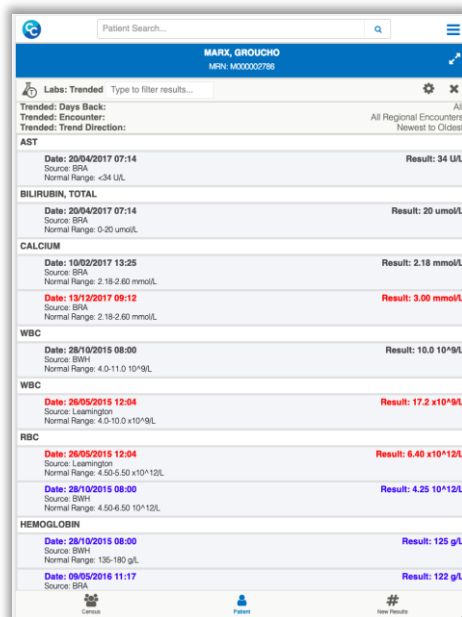 Patient Search...
MARX, GROUCHO
MRN: M000002786
Labs: Trended Type to filter results...
Trended: Days Back: All
Trended: Encounter: All Regional Encounters
Trended: Trend Direction: Newest to Oldest
AST
Date: 20/04/2017 07:14 Result: 34 U/L
Source: BRA
Normal Range: <34 U/L
BILIRUBIN, TOTAL
Date: 20/04/2017 07:14 Result: 20 umol/L
Source: BRA
Normal Range: 0-20 umol/L
CALCIUM
Date: 10/02/2017 13:25 Result: 2.18 mmol/L
Source: BRA
Normal Range: 2.18-2.60 mmol/L
Date: 13/12/2017 09:12 Result: 3.00 mmol/L
Source: BRA
Normal Range: 2.18-2.60 mmol/L
WBC
Date: 28/10/2015 08:00 Result: 10.0 10^9/L
Source: BWH
Normal Range: 4.0-11.0 10^9/L
WBC
Date: 26/05/2015 12:04 Result: 17.2 x10^9/L
Source: Leamington
Normal Range: 4.0-10.0 x10^9/L
RBC
Date: 26/05/2015 12:04 Result: 6.40 x10^12/L
Source: Leamington
Normal Range: 4.50-5.50 x10^12/L
Date: 28/10/2015 08:00 Result: 4.25 10^12/L
Source: BWH
Normal Range: 4.50-6.50 10^12/L
HEMOGLOBIN
Date: 28/10/2015 08:00 Result: 125 g/L
Source: BWH
Normal Range: 135-180 g/L
Date: 09/05/2016 11:17 Result: 122 g/L
Source: BRA
Census Patient New Results